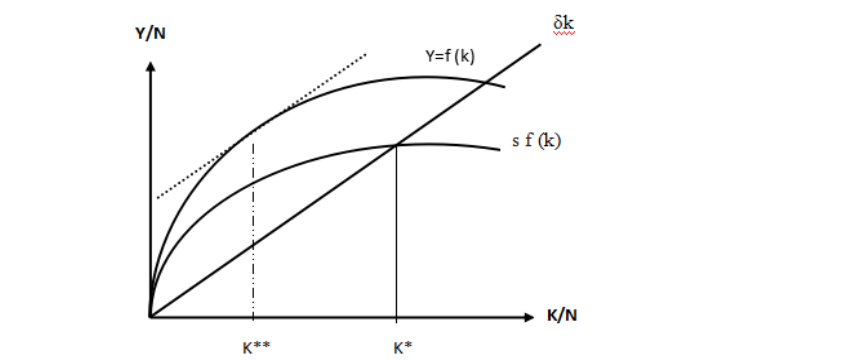 δk
Y/N
Y=f (k)
s f (k)
K/N
K**
K*